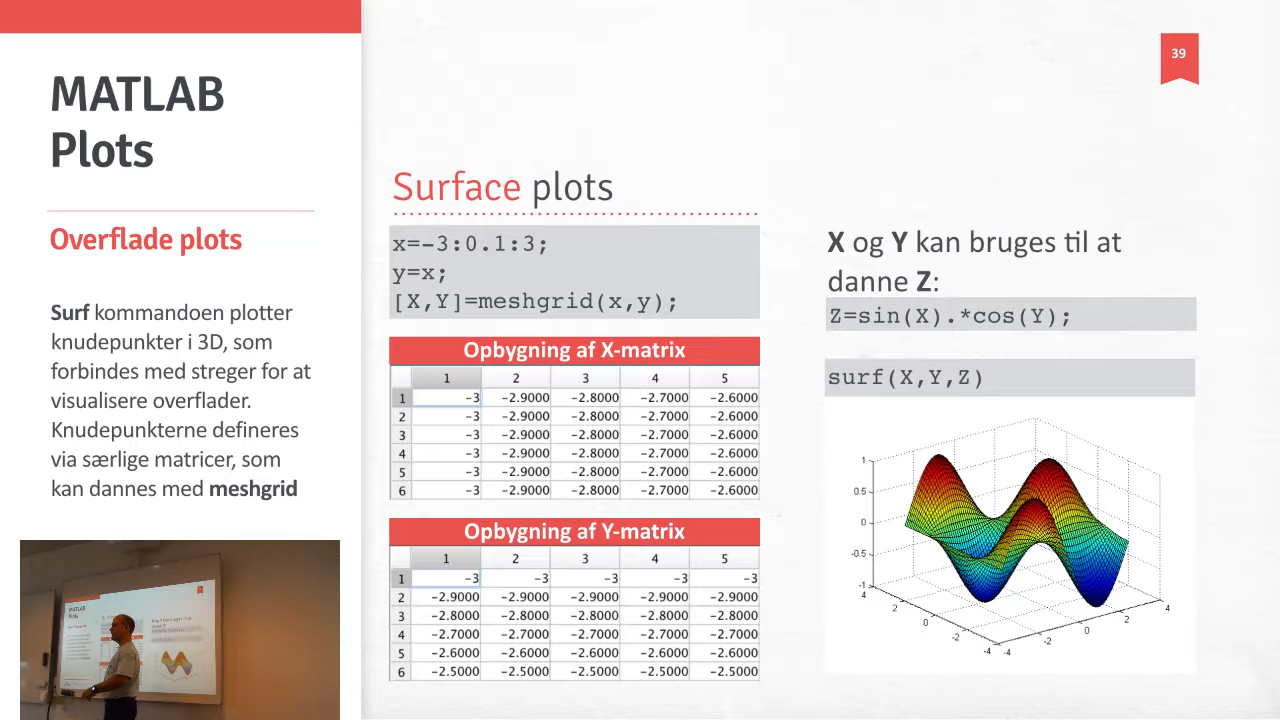 39
MATLAB
Plots
Overflade plots
Surf kommandoen plotter
knudepunkter i 3D, som
forbindes med streger for at
visualisere overflader.
Knudepunkterne defineres
via særlige matricer, som
kan dannes med meshgrid
MATLAB
Plots
Surface plots
x=-3:0.1:3;
y=x;
[X,Y]=meshgrid(x,y);
Opbygning af X-matrix
1 2 3 4 5
1 -3 -2.9000 -2.8000 -2.7000 -2.6000
2 -3 -2.9000 -2.8000 -2.7000 -2.6000
3 -3 -2.9000 -2.8000 -2.7000 -2.6000
4 -3 -2.9000 -2.8000 -2.7000 -2.6000
5 -3 -2.9000 -2.8000 -2.7000 -2.6000
6 -3 -2.9000 -2.8000 -2.7000 -2.6000
Opbygning af Y-matrix
1 2 3 4 5
1 -3 -3 -3 -3 -3
2 -2.9000 -2.9000 -2.9000 -2.9000 -2.9000
3 -2.8000 -2.8000 -2.8000 -2.8000 -2.8000
4 -2.7000 -2.7000 -2.7000 -2.7000 -2.7000
5 -2.6000 -2.6000 -2.6000 -2.6000 -2.6000
6 -2.5000 -2.5000 -2.5000 -2.5000 -2.5000
X og Y kan bruges til at
danne Z:
Z=sin(X).*cos(Y);
surf(X,Y,Z)
1
0.5
0
-0.5
-1
4
2
0
-2
-4
-4
-2
0
2
4